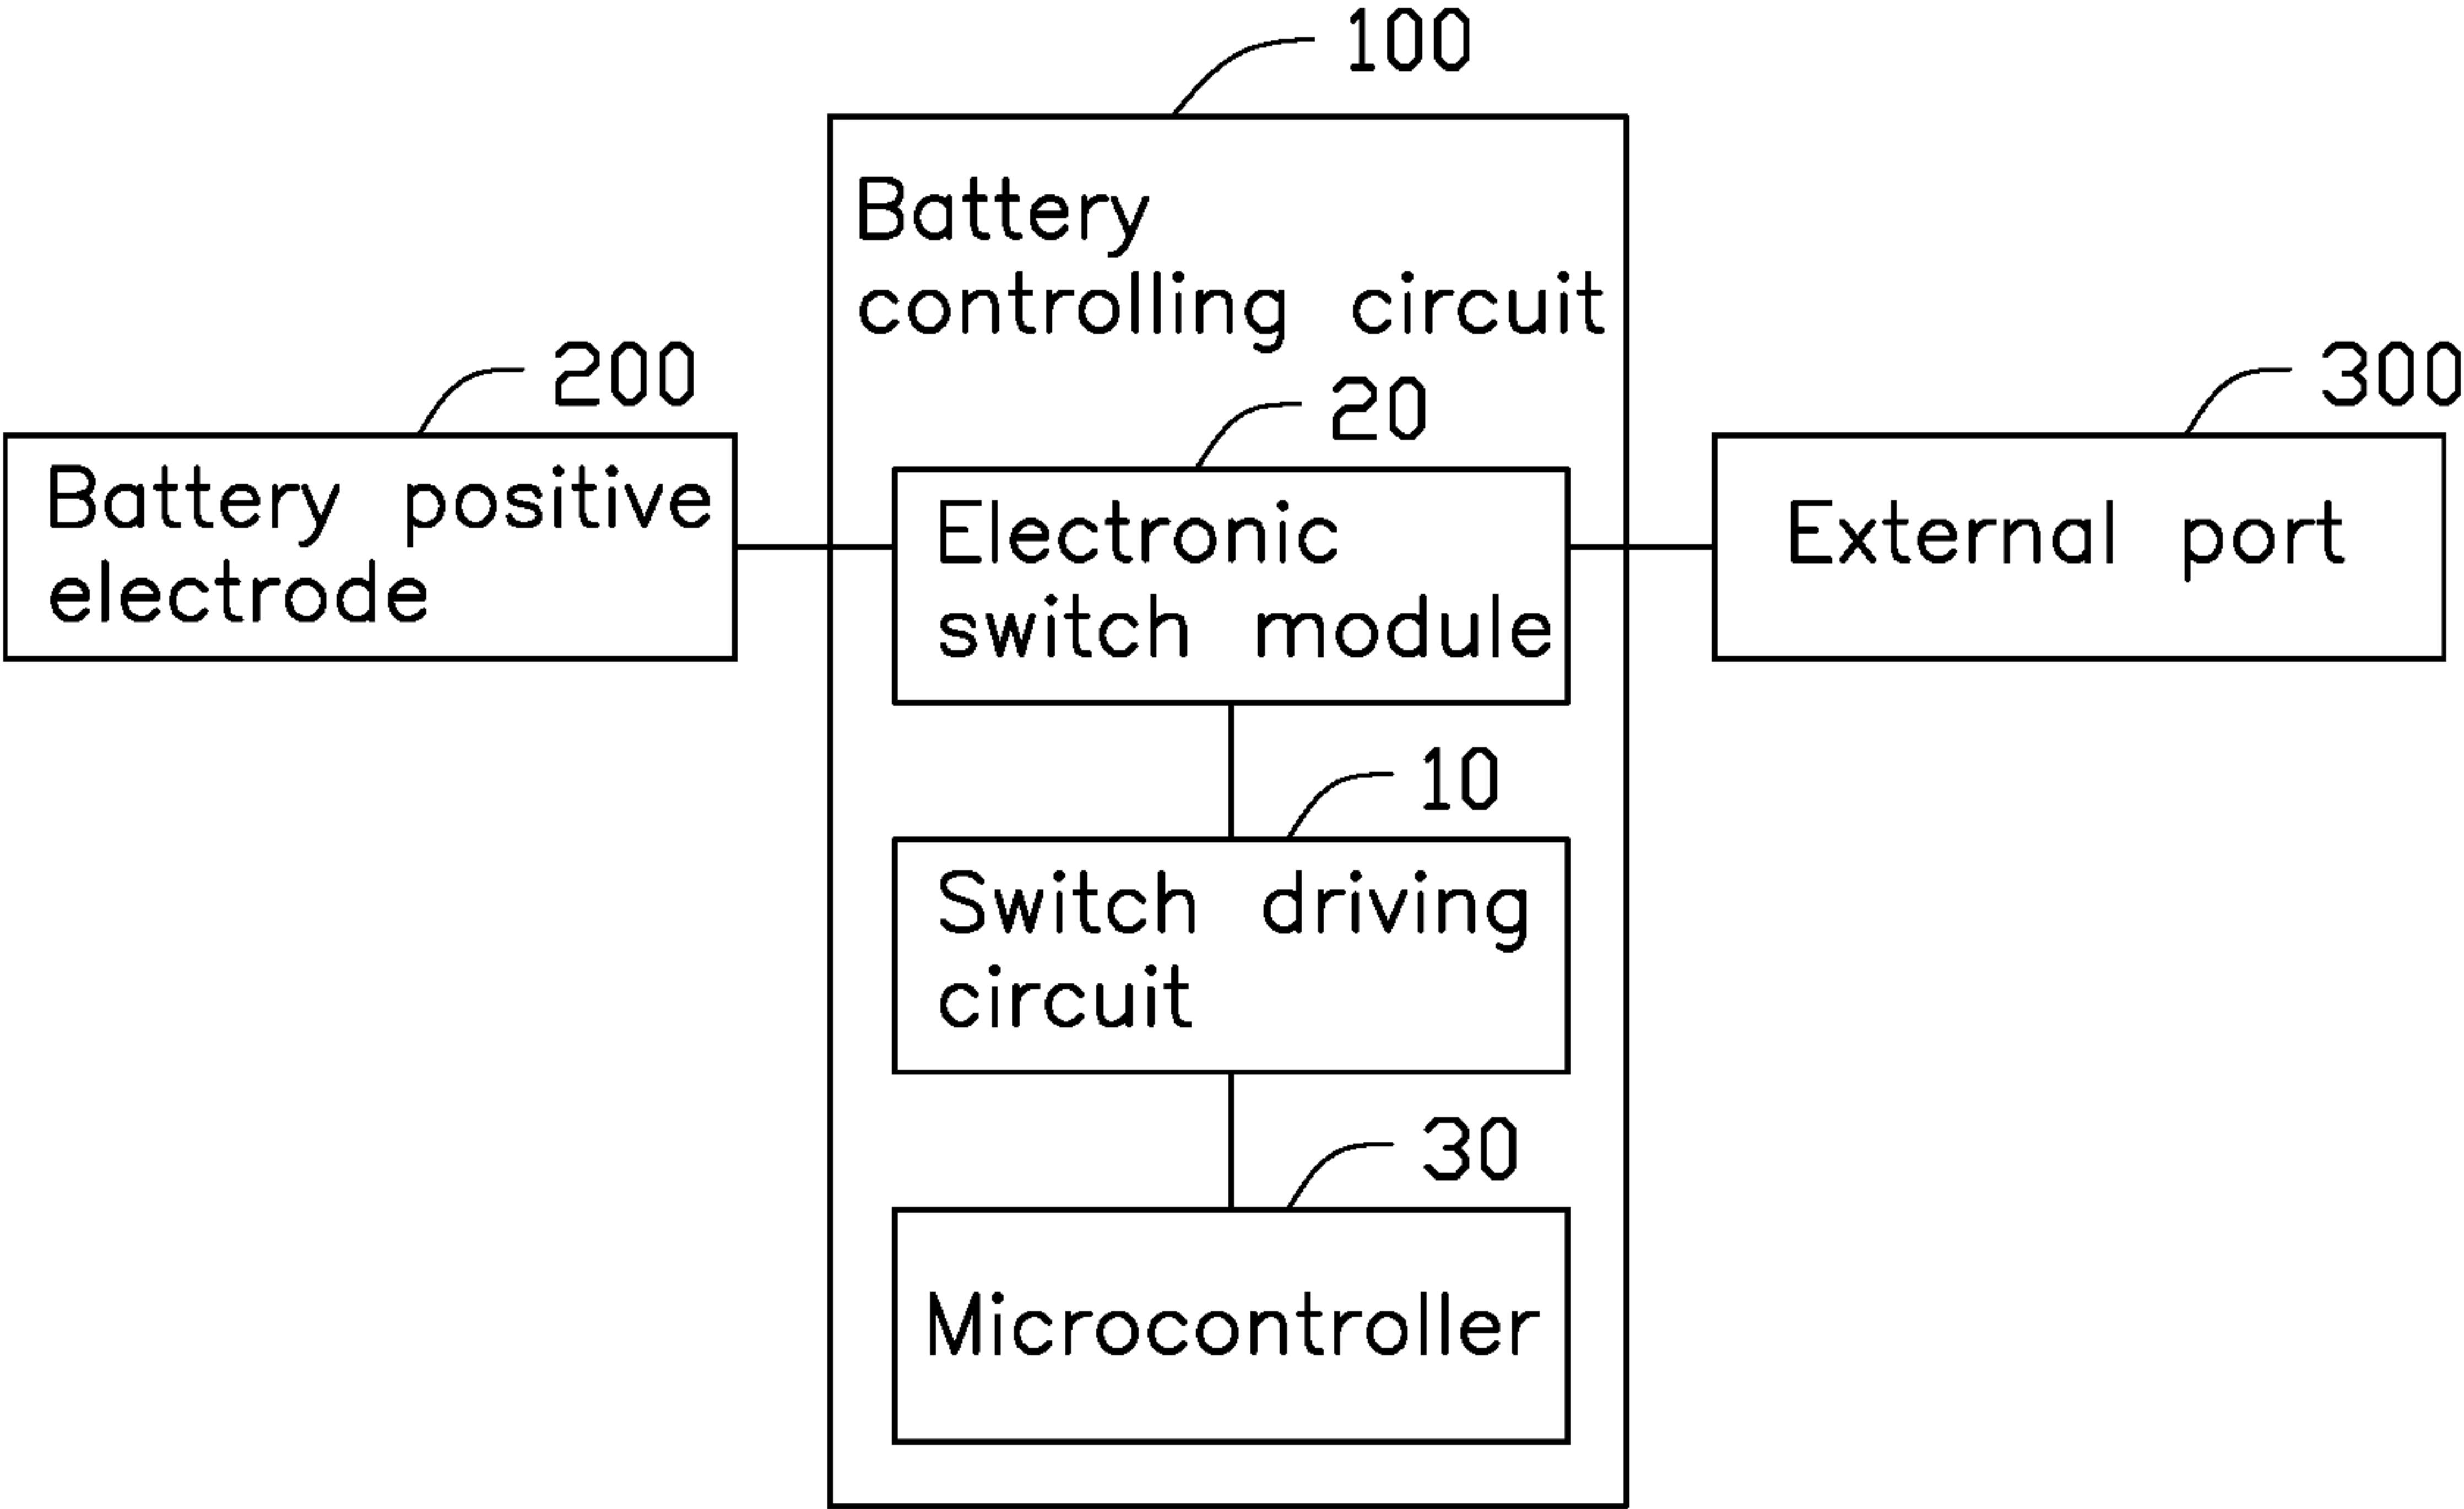 100
Battery
controlling circuit
200
20
300
Battery positive
electrode
Electronic
switch module
External port
10
Switch driving
circuit
30
Microcontroller